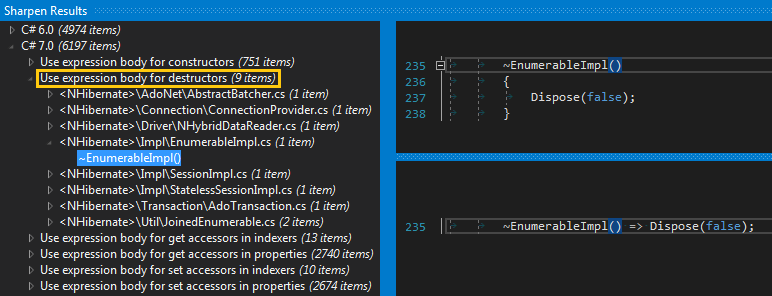 Sharpen Results
C# 6.0 (4974 items)
C# 7.0 (6197 items)
Use expression body for constructors (751 items)
Use expression body for destructors (9 items)
<NHibernate>\AdoNet\AbstractBatcher.cs (1 item)
<NHibernate>\Connection\ConnectionProvider.cs (1 item)
<NHibernate>\Driver\NHybridDataReader.cs (1 item)
<NHibernate>\Impl\EnumerableImpl.cs (1 item)
~EnumerableImpl()
<NHibernate>\Impl\SessionImpl.cs (1 item)
<NHibernate>\Impl\StatelessSessionImpl.cs (1 item)
<NHibernate>\Transaction\AdoTransaction.cs (1 item)
<NHibernate>\Util\JoinedEnumerable.cs (2 items)
Use expression body for get accessors in indexers (13 items)
Use expression body for get accessors in properties (2740 items)
Use expression body for set accessors in indexers (10 items)
Use expression body for set accessors in properties (2674 items)
235 ~EnumerableImpl()
236 {
237 Dispose(false);
238 }
235 ~EnumerableImpl() => Dispose(false);